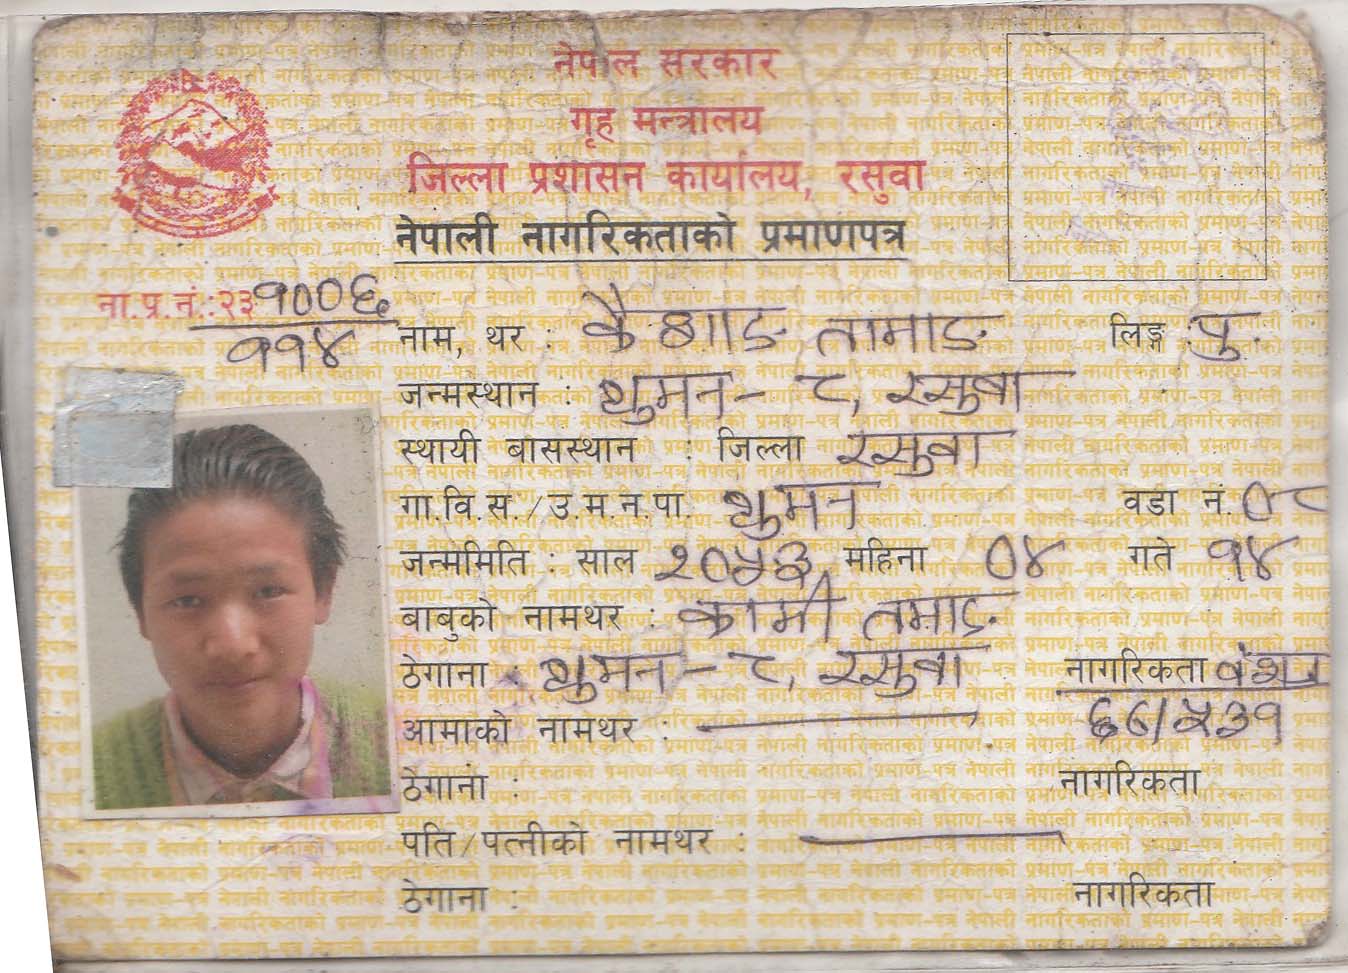 नेपाल सरकार
गृह मन्त्रालय
जिल्ला प्रशासन कार्यालय, रसुवा
नेपाली नागरिकताको प्रमाणपत्र
ना.प्र.नं.:२३१००६
११४
नाम, थर : तामाङ लिङ्ग : पु.
जन्मस्थान : धुमन - ८, रसुवा
स्थायी बासस्थान : जिल्ला रसुवा
गा.वि.स./उ.म.न.पा. धुमन वडा नं. ०८
जन्ममिति : साल २०५३ महिना ०४ गते १४
बाबुको नामथर : कामी तमाङ
ठेगाना : धुमन - ८, रसुवा नागरिकता वंशज
आमाको नामथर : ६८/५३१
ठेगाना : नागरिकता
पति/पत्नीको नामथर :
ठेगाना : नागरिकता